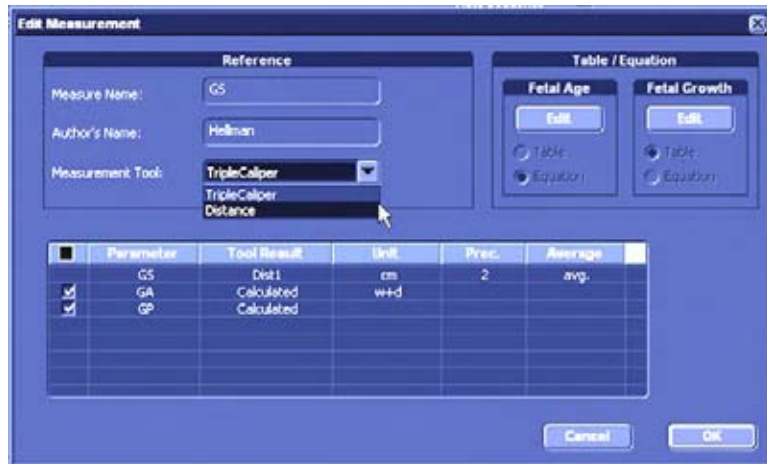 Edit Measurement
Reference
Measure Name: GS
Author's Name: Hellman
Measurement Tool: TripleCaliper
TripleCaliper
Distance
Table / Equation
Fetal Age Fetal Growth
Edit Edit
Table Table
Equation Equation
Parameter Tool Result Unit Prec. Average
GS Dist1 cm 2 avg.
GA Calculated w+d
GP Calculated
Cancel OK